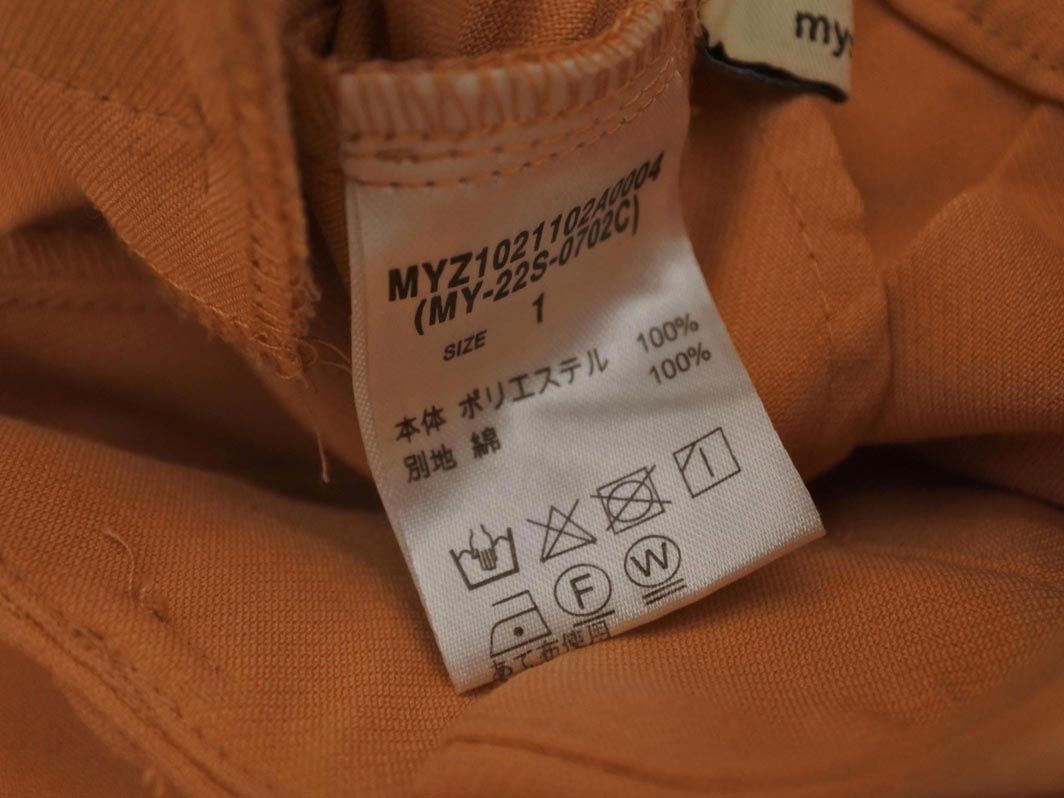 my
MYZ1021102A0004
(MY-22S-0702C)
SIZE 1
本体 ポリエステル 100%
別地 綿 100%
F W
あて布使用